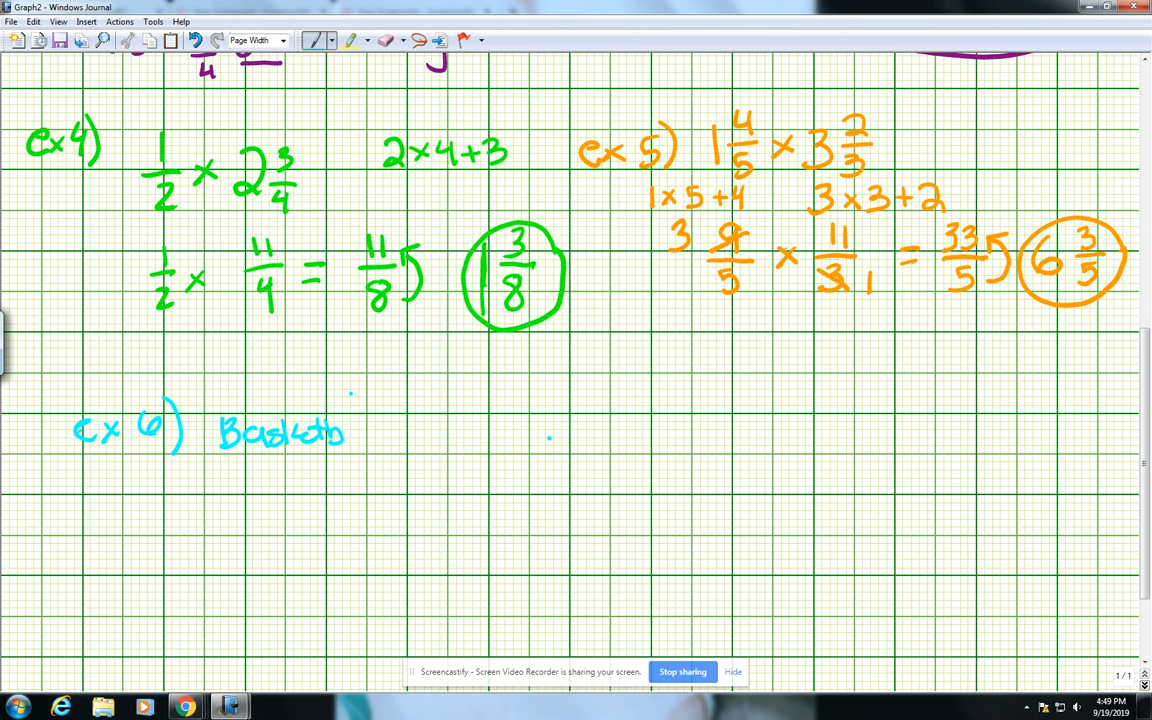 Graph2 - Windows Journal
File Edit View Insert Actions Tools Help
Page Width
4
ex 4) 1/2 × 2 3/4 2×4+3
1/2 × 11/4 = 11/8 1 3/8
ex 5) 1 4/5 × 3 2/3
1×5+4 3×3+2
3 9/5 × 11/3 1 = 33/5 6 3/5
ex 6) Basketb
Screencastify - Screen Video Recorder is sharing your screen. Stop sharing Hide
1 / 1
4:49 PM
9/19/2019